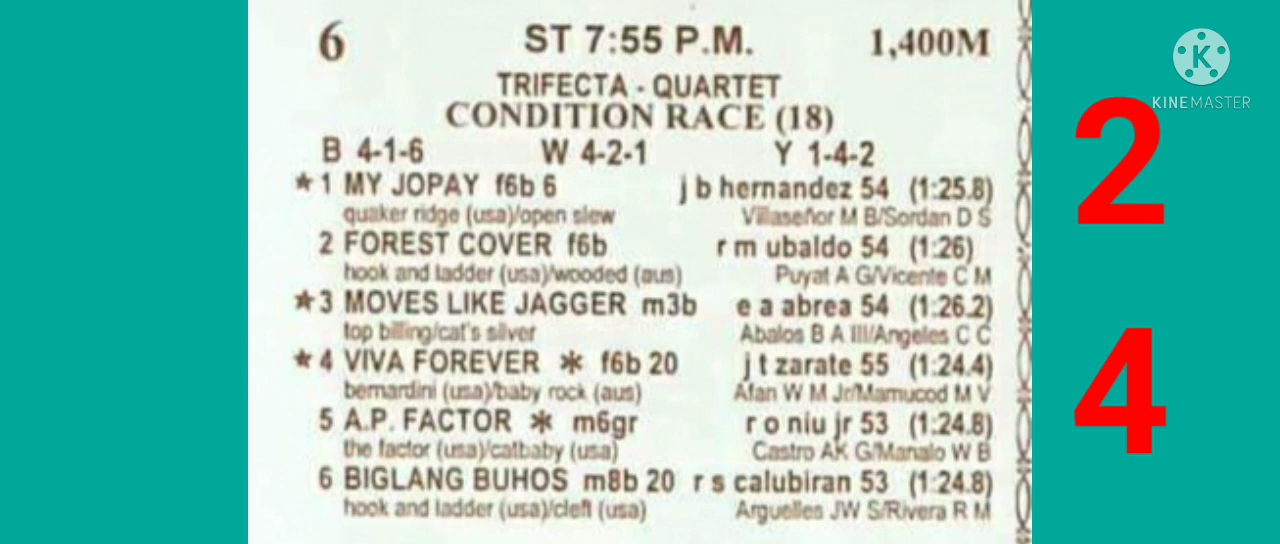 6 ST 7:55 P.M. 1,400M
TRIFECTA - QUARTET
CONDITION RACE (18)
B 4-1-6 W 4-2-1 Y 1-4-2
★ 1 MY JOPAY f6b 6 j b hernandez 54 (1:25.8)
quaker ridge (usa)/open slew Villaseñor M B/Sordan D S
2 FOREST COVER f6b r m ubaldo 54 (1:26)
hook and ladder (usa)/wooded (aus) Puyat A G/Vicente C M
★ 3 MOVES LIKE JAGGER m3b e a abrea 54 (1:26.2)
top billing/cat's silver Abalos B A III/Angeles C C
★ 4 VIVA FOREVER ✻ f6b 20 j t zarate 55 (1:24.4)
bernardini (usa)/baby rock (aus) Afan W M Jr/Mamucod M V
5 A.P. FACTOR ✻ m6gr r o niu jr 53 (1:24.8)
the factor (usa)/catbaby (usa) Castro AK G/Manalo W B
6 BIGLANG BUHOS m8b 20 r s calubiran 53 (1:24.8)
hook and ladder (usa)/cleft (usa) Arguelles JW S/Rivera R M
K
KINEMASTER
2
4